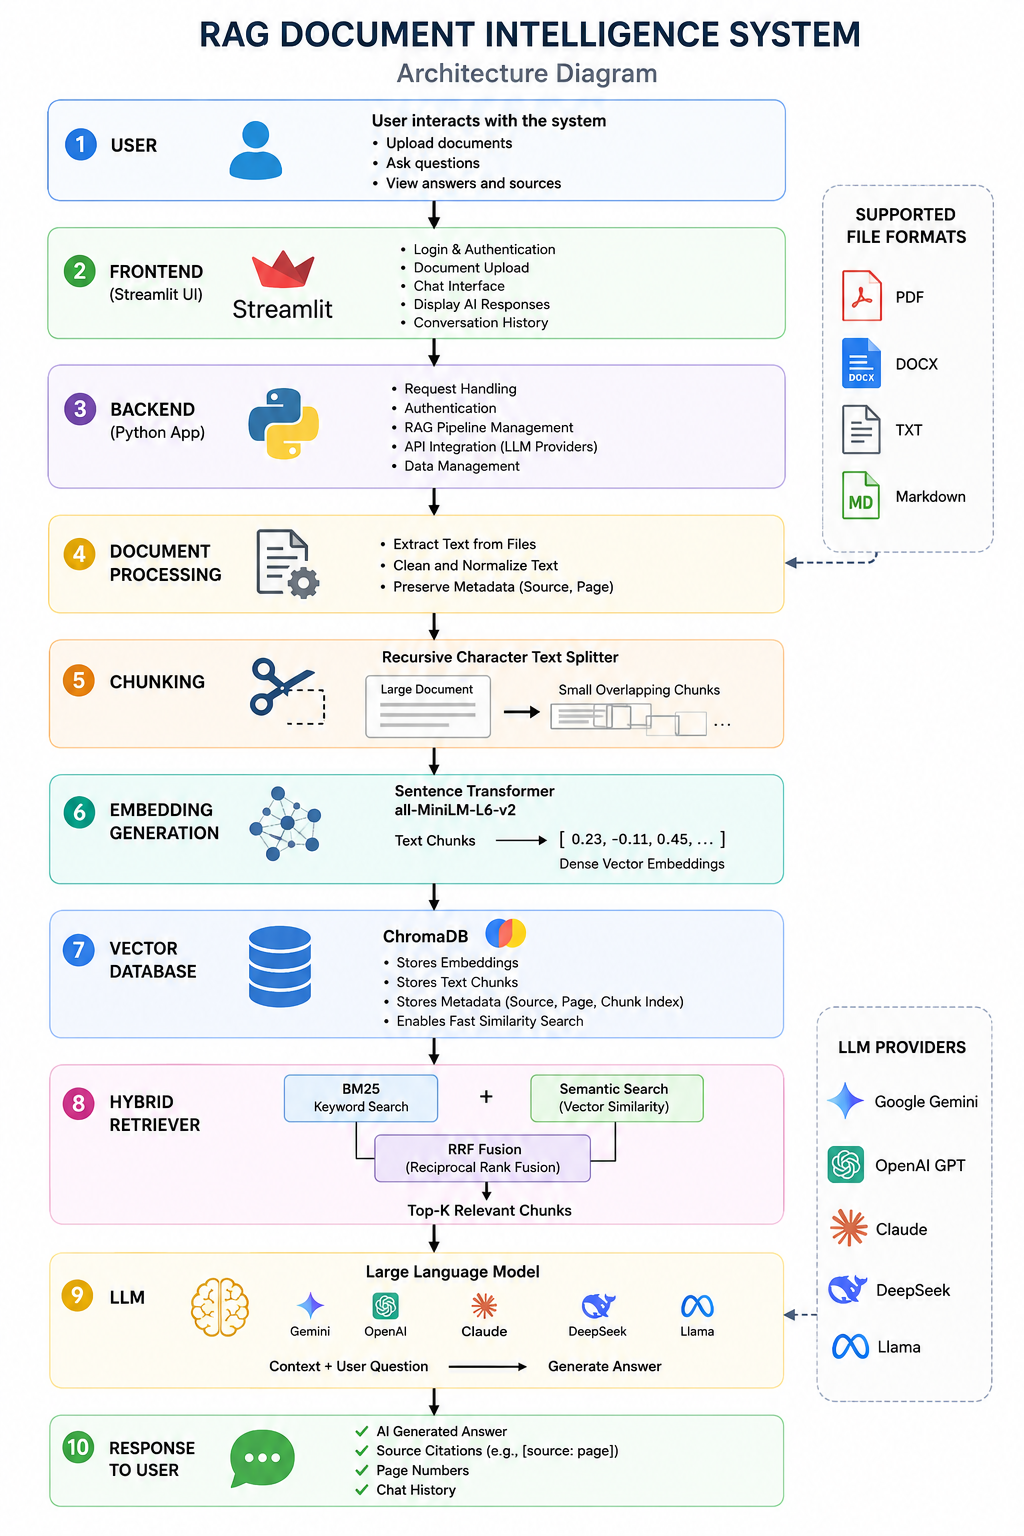 RAG DOCUMENT INTELLIGENCE SYSTEM
Architecture Diagram
1
USER
User interacts with the system
• Upload documents
• Ask questions
• View answers and sources
2
FRONTEND
(Streamlit UI)
Streamlit
• Login & Authentication
• Document Upload
• Chat Interface
• Display AI Responses
• Conversation History
3
BACKEND
(Python App)
• Request Handling
• Authentication
• RAG Pipeline Management
• API Integration (LLM Providers)
• Data Management
SUPPORTED
FILE FORMATS
PDF
DOCX
DOCX
TXT
MD
Markdown
4
DOCUMENT
PROCESSING
• Extract Text from Files
• Clean and Normalize Text
• Preserve Metadata (Source, Page)
5
CHUNKING
Recursive Character Text Splitter
Large Document
Small Overlapping Chunks
...
6
EMBEDDING
GENERATION
Sentence Transformer
all-MiniLM-L6-v2
Text Chunks
[ 0.23, -0.11, 0.45, ... ]
Dense Vector Embeddings
7
VECTOR
DATABASE
ChromaDB
• Stores Embeddings
• Stores Text Chunks
• Stores Metadata (Source, Page, Chunk Index)
• Enables Fast Similarity Search
8
HYBRID
RETRIEVER
BM25
Keyword Search
+
Semantic Search
(Vector Similarity)
RRF Fusion
(Reciprocal Rank Fusion)
Top-K Relevant Chunks
LLM PROVIDERS
Google Gemini
OpenAI GPT
Claude
DeepSeek
Llama
9
LLM
Large Language Model
Gemini
OpenAI
Claude
DeepSeek
Llama
Context + User Question
Generate Answer
10
RESPONSE
TO USER
✓ AI Generated Answer
✓ Source Citations (e.g., [source: page])
✓ Page Numbers
✓ Chat History